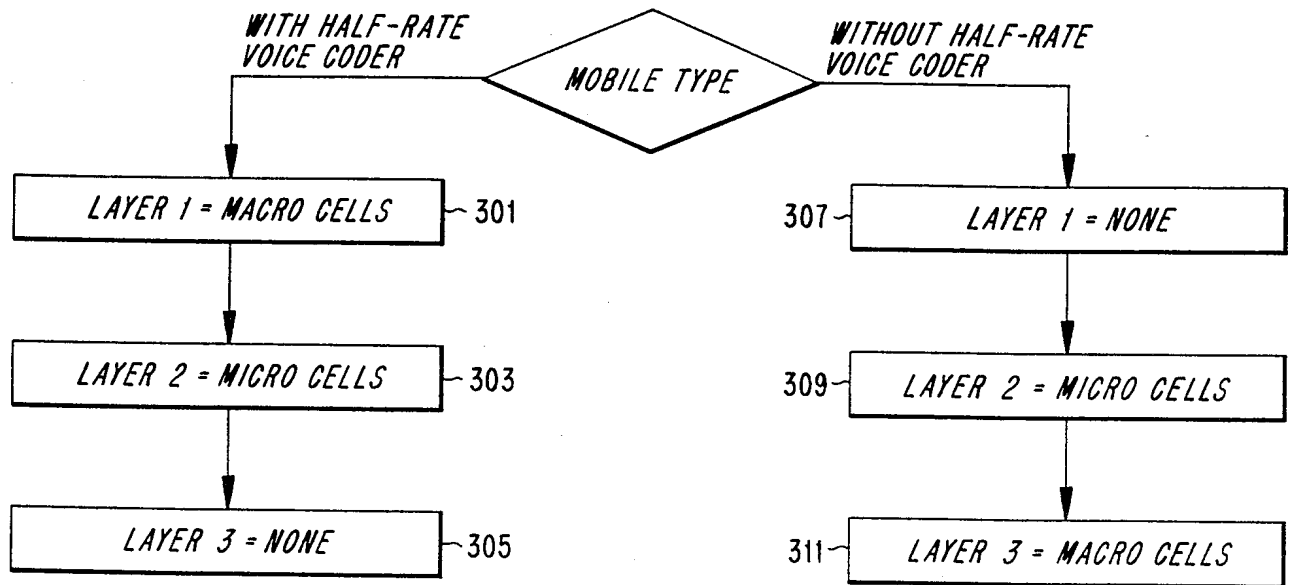 WITH HALF-RATE
VOICE CODER
MOBILE TYPE
WITHOUT HALF-RATE
VOICE CODER
LAYER 1 = MACRO CELLS
301
307
LAYER 1 = NONE
LAYER 2 = MICRO CELLS
303
309
LAYER 2 = MICRO CELLS
LAYER 3 = NONE
305
311
LAYER 3 = MACRO CELLS